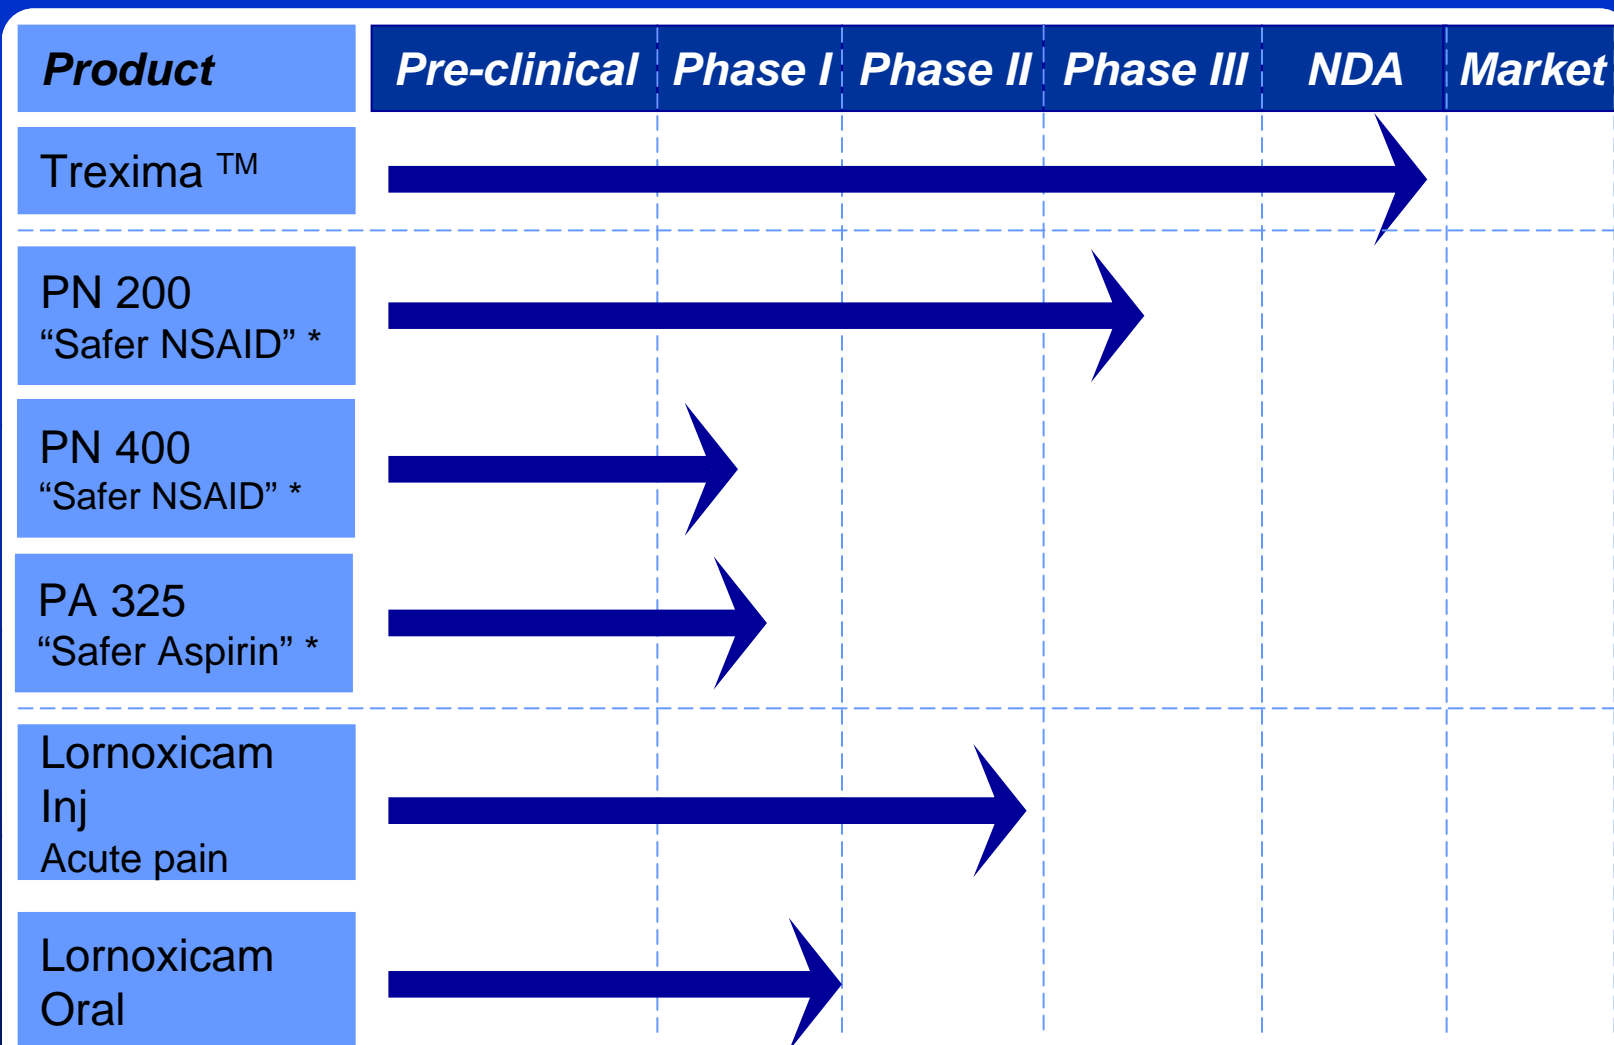 Product Pre-clinical Phase I Phase II Phase III NDA Market
Trexima TM
PN 200
“Safer NSAID” *
PN 400
“Safer NSAID” *
PA 325
“Safer Aspirin” *
Lornoxicam
Inj
Acute pain
Lornoxicam
Oral